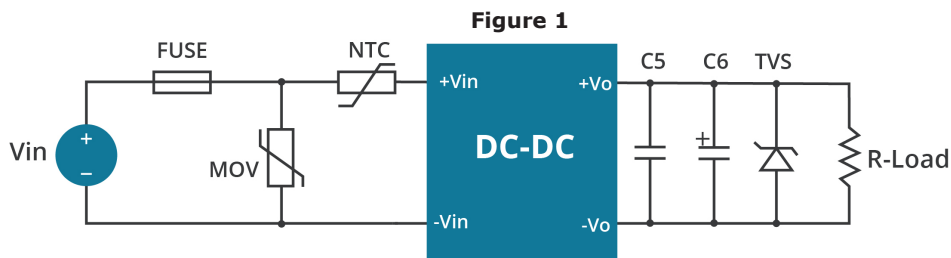 Figure 1
FUSE
NTC
C5
C6
TVS
+Vin
+Vo
Vin
+
−
MOV
DC-DC
+
R-Load
-Vin
-Vo